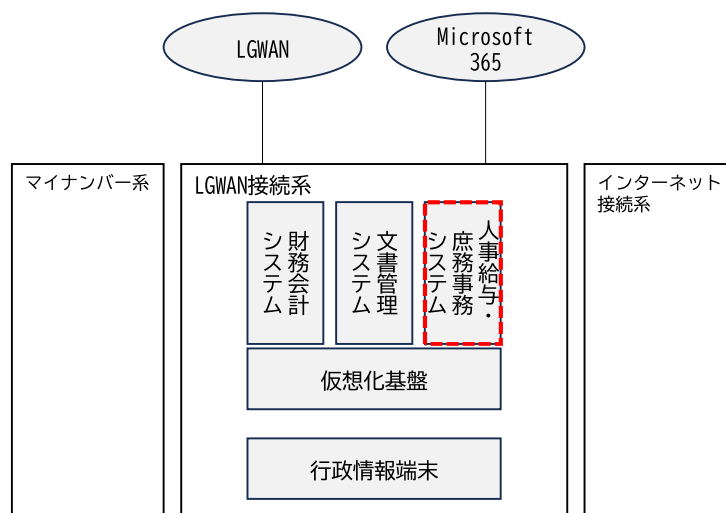 LGWAN
Microsoft
365
マイナンバー系
LGWAN接続系
インターネット
接続系
財務会計
システム
文書管理
システム
人事給与・
庶務事務
システム
仮想化基盤
行政情報端末